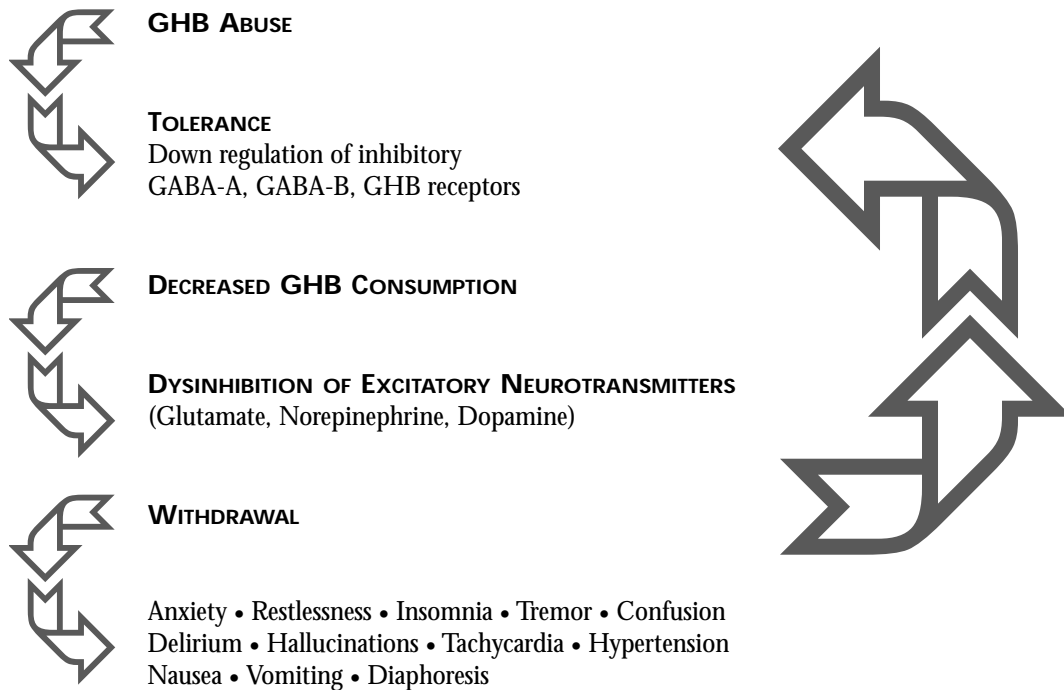 GHB ABUSE
TOLERANCE
Down regulation of inhibitory
GABA-A, GABA-B, GHB receptors
DECREASED GHB CONSUMPTION
DYSINHIBITION OF EXCITATORY NEUROTRANSMITTERS
(Glutamate, Norepinephrine, Dopamine)
WITHDRAWAL
Anxiety • Restlessness • Insomnia • Tremor • Confusion
Delirium • Hallucinations • Tachycardia • Hypertension
Nausea • Vomiting • Diaphoresis